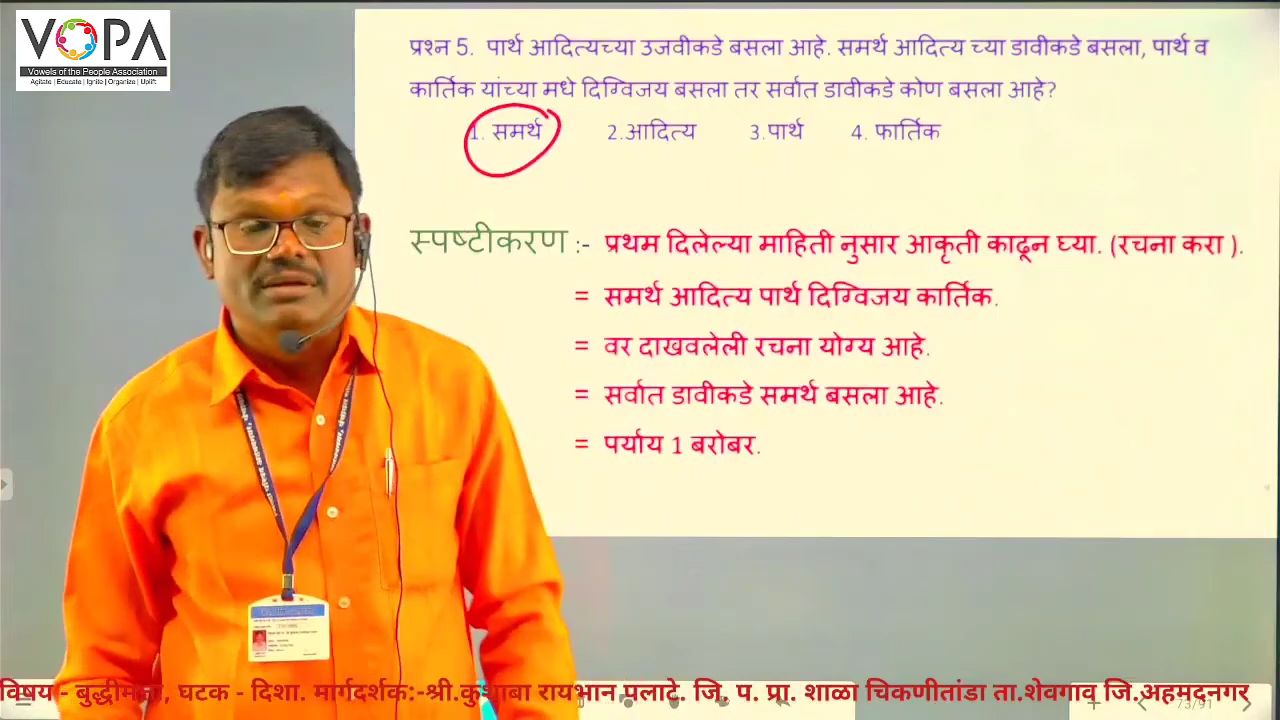 VOPA
Vowels of the People Association
Agitate | Educate | Ignite | Organize | Uplift
प्रश्न 5. पार्थ आदित्यच्या उजवीकडे बसला आहे. समर्थ आदित्य च्या डावीकडे बसला, पार्थ व
कार्तिक यांच्या मधे दिग्विजय बसला तर सर्वात डावीकडे कोण बसला आहे?
1. समर्थ 2.आदित्य 3.पार्थ 4. फार्तिक
स्पष्टीकरण :- प्रथम दिलेल्या माहिती नुसार आकृती काढून घ्या. (रचना करा ).
= समर्थ आदित्य पार्थ दिग्विजय कार्तिक.
= वर दाखवलेली रचना योग्य आहे.
= सर्वात डावीकडे समर्थ बसला आहे.
= पर्याय 1 बरोबर.
विषय - बुद्धीमत्ता, घटक - दिशा. मार्गदर्शक:-श्री.कुथाबा रायभान पलाटे. जि. प. प्रा. शाळा चिकणीतांडा ता.शेवगाव जि.अहमदनगर
73/91